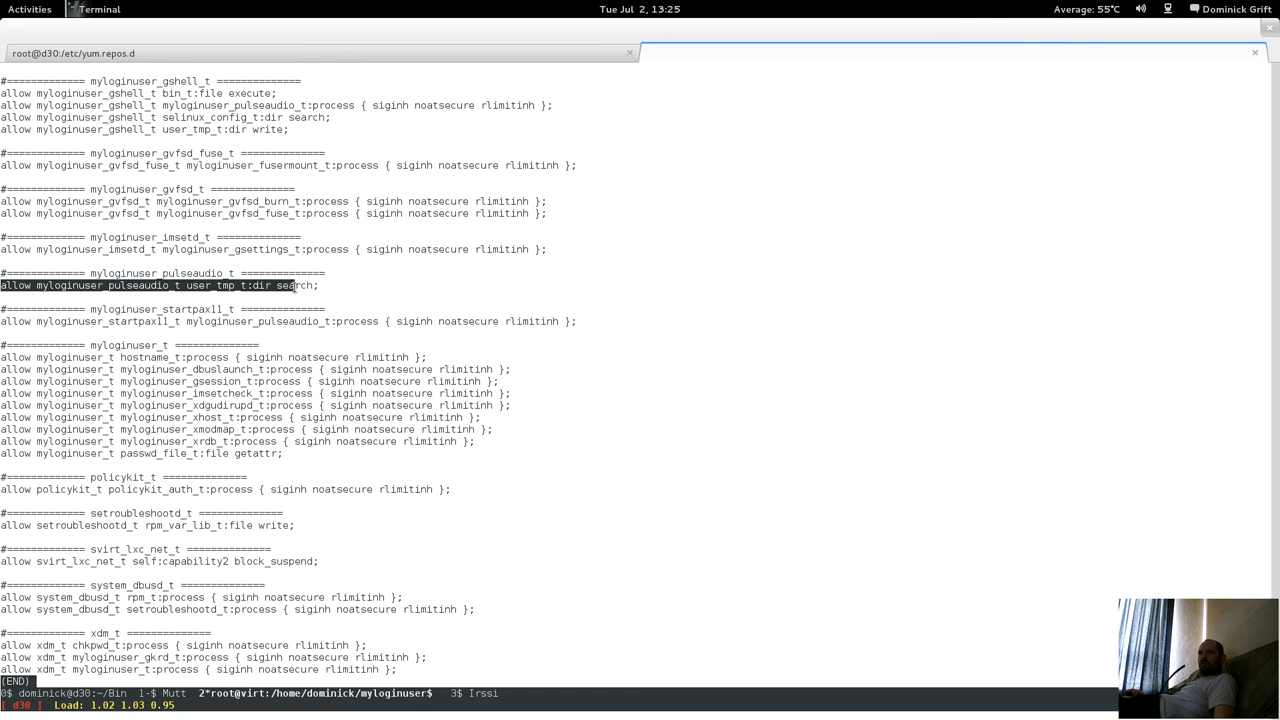 Activities Terminal Tue Jul 2, 13:25 Average: 55°C Dominick Grift
root@d30:/etc/yum.repos.d
#============= myloginuser_gshell_t ==============
allow myloginuser_gshell_t bin_t:file execute;
allow myloginuser_gshell_t myloginuser_pulseaudio_t:process { siginh noatsecure rlimitinh };
allow myloginuser_gshell_t selinux_config_t:dir search;
allow myloginuser_gshell_t user_tmp_t:dir write;
#============= myloginuser_gvfsd_fuse_t ==============
allow myloginuser_gvfsd_fuse_t myloginuser_fusermount_t:process { siginh noatsecure rlimitinh };
#============= myloginuser_gvfsd_t ==============
allow myloginuser_gvfsd_t myloginuser_gvfsd_burn_t:process { siginh noatsecure rlimitinh };
allow myloginuser_gvfsd_t myloginuser_gvfsd_fuse_t:process { siginh noatsecure rlimitinh };
#============= myloginuser_imsetd_t ==============
allow myloginuser_imsetd_t myloginuser_gsettings_t:process { siginh noatsecure rlimitinh };
#============= myloginuser_pulseaudio_t ==============
allow myloginuser_pulseaudio_t user_tmp_t:dir search;
#============= myloginuser_startpax11_t ==============
allow myloginuser_startpax11_t myloginuser_pulseaudio_t:process { siginh noatsecure rlimitinh };
#============= myloginuser_t ==============
allow myloginuser_t hostname_t:process { siginh noatsecure rlimitinh };
allow myloginuser_t myloginuser_dbuslaunch_t:process { siginh noatsecure rlimitinh };
allow myloginuser_t myloginuser_gsession_t:process { siginh noatsecure rlimitinh };
allow myloginuser_t myloginuser_imsetcheck_t:process { siginh noatsecure rlimitinh };
allow myloginuser_t myloginuser_xdgudirupd_t:process { siginh noatsecure rlimitinh };
allow myloginuser_t myloginuser_xhost_t:process { siginh noatsecure rlimitinh };
allow myloginuser_t myloginuser_xmodmap_t:process { siginh noatsecure rlimitinh };
allow myloginuser_t myloginuser_xrdb_t:process { siginh noatsecure rlimitinh };
allow myloginuser_t passwd_file_t:file getattr;
#============= policykit_t ==============
allow policykit_t policykit_auth_t:process { siginh noatsecure rlimitinh };
#============= setroubleshootd_t ==============
allow setroubleshootd_t rpm_var_lib_t:file write;
#============= svirt_lxc_net_t ==============
allow svirt_lxc_net_t self:capability2 block_suspend;
#============= system_dbusd_t ==============
allow system_dbusd_t rpm_t:process { siginh noatsecure rlimitinh };
allow system_dbusd_t setroubleshootd_t:process { siginh noatsecure rlimitinh };
#============= xdm_t ==============
allow xdm_t chkpwd_t:process { siginh noatsecure rlimitinh };
allow xdm_t myloginuser_gkrd_t:process { siginh noatsecure rlimitinh };
allow xdm_t myloginuser_t:process { siginh noatsecure rlimitinh };
(END)
0$ dominick@d30:~/Bin 1-$ Mutt 2*root@virt:/home/dominick/myloginuser$ 3$ Irssi
[ d30 ] Load: 1.02 1.03 0.95